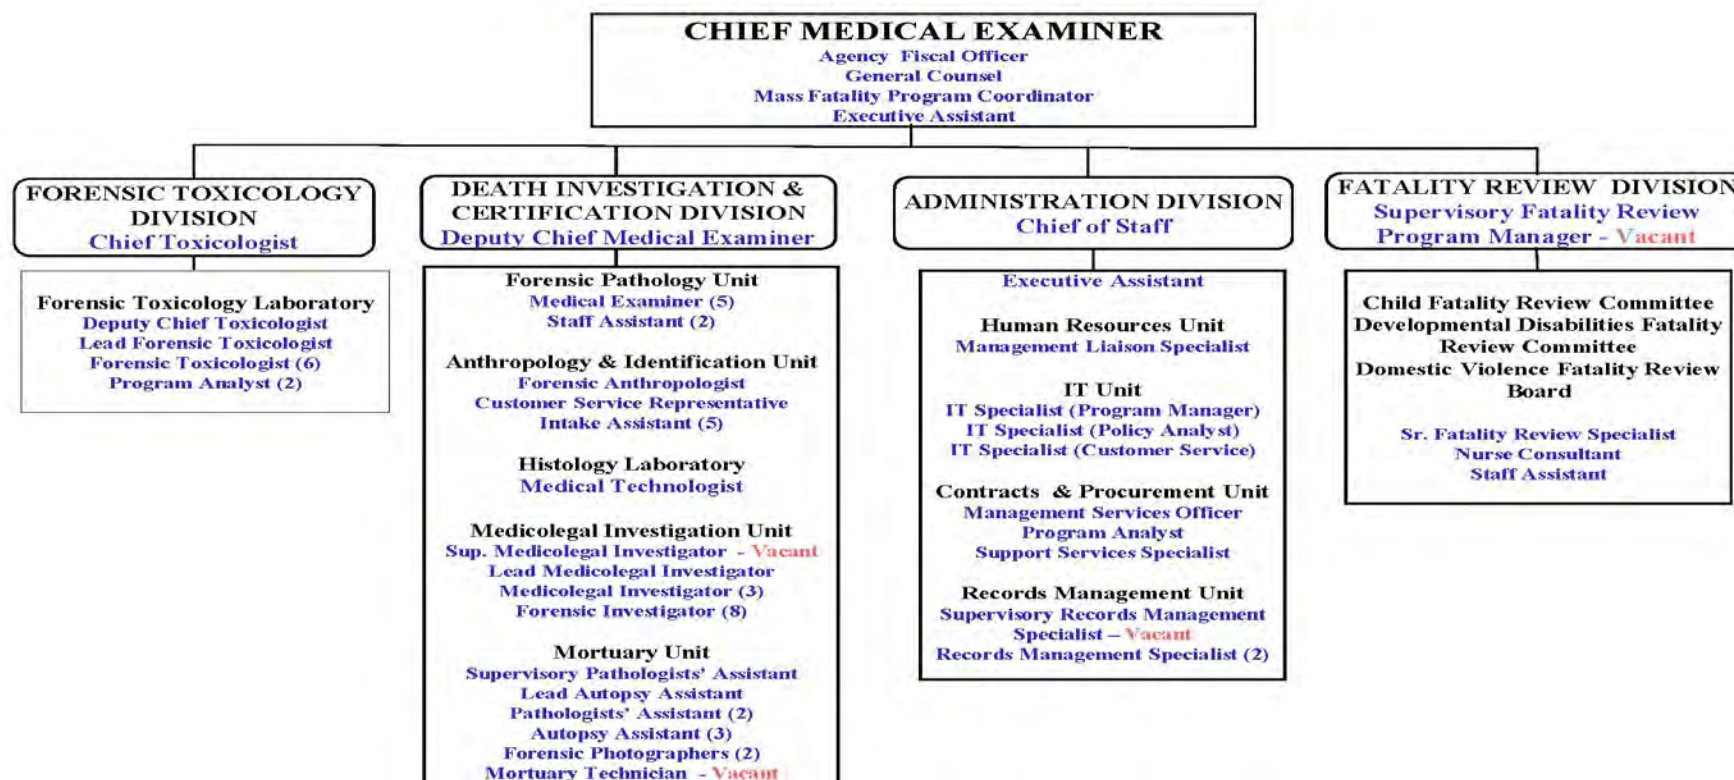 CHIEF MEDICAL EXAMINER
Agency Fiscal Officer
General Counsel
Mass Fatality Program Coordinator
Executive Assistant
FORENSIC TOXICOLOGY
DIVISION
Chief Toxicologist
Forensic Toxicology Laboratory
Deputy Chief Toxicologist
Lead Forensic Toxicologist
Forensic Toxicologist (6)
Program Analyst (2)
DEATH INVESTIGATION &
CERTIFICATION DIVISION
Deputy Chief Medical Examiner
Forensic Pathology Unit
Medical Examiner (5)
Staff Assistant (2)
Anthropology & Identification Unit
Forensic Anthropologist
Customer Service Representative
Intake Assistant (5)
Histology Laboratory
Medical Technologist
Medicolegal Investigation Unit
Sup. Medicolegal Investigator - Vacant
Lead Medicolegal Investigator
Medicolegal Investigator (3)
Forensic Investigator (8)
Mortuary Unit
Supervisory Pathologists’ Assistant
Lead Autopsy Assistant
Pathologists’ Assistant (2)
Autopsy Assistant (3)
Forensic Photographers (2)
Mortuary Technician - Vacant
ADMINISTRATION DIVISION
Chief of Staff
Executive Assistant
Human Resources Unit
Management Liaison Specialist
IT Unit
IT Specialist (Program Manager)
IT Specialist (Policy Analyst)
IT Specialist (Customer Service)
Contracts & Procurement Unit
Management Services Officer
Program Analyst
Support Services Specialist
Records Management Unit
Supervisory Records Management
Specialist – Vacant
Records Management Specialist (2)
FATALITY REVIEW DIVISION
Supervisory Fatality Review
Program Manager - Vacant
Child Fatality Review Committee
Developmental Disabilities Fatality
Review Committee
Domestic Violence Fatality Review
Board
Sr. Fatality Review Specialist
Nurse Consultant
Staff Assistant